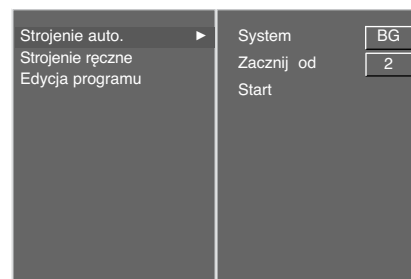 Strojenie auto. ►
Strojenie ręczne
Edycja programu
System BG
Zacznij od 2
Start